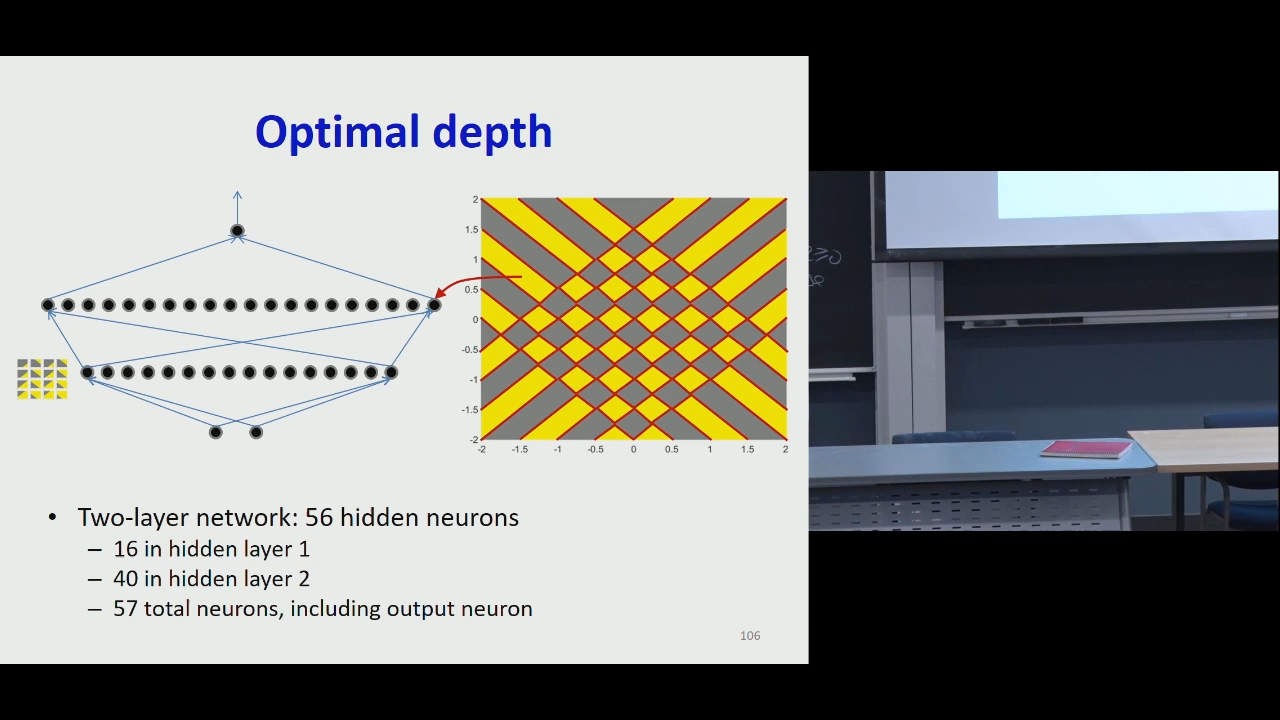 Optimal depth
2
1.5
1
0.5
0
-0.5
-1
-1.5
-2
-2 -1.5 -1 -0.5 0 0.5 1 1.5 2
• Two-layer network: 56 hidden neurons
– 16 in hidden layer 1
– 40 in hidden layer 2
– 57 total neurons, including output neuron
106